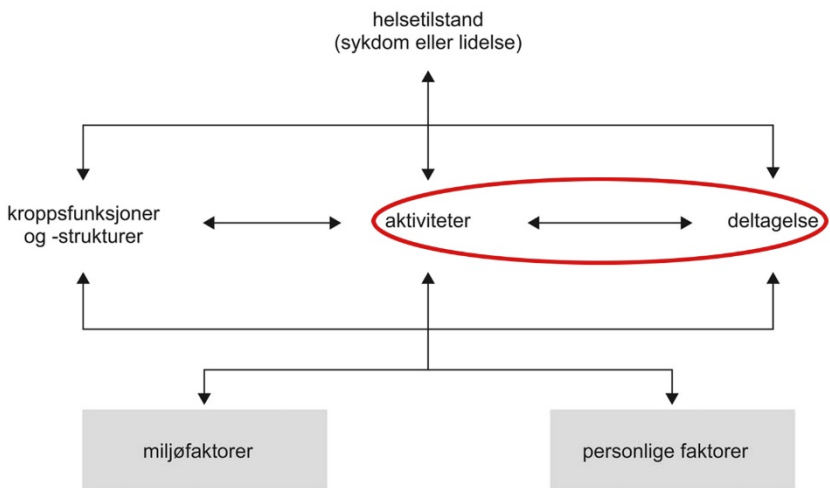 helsetilstand
(sykdom eller lidelse)
kroppsfunksjoner
og -strukturer
aktiviteter
deltagelse
miljøfaktorer
personlige faktorer